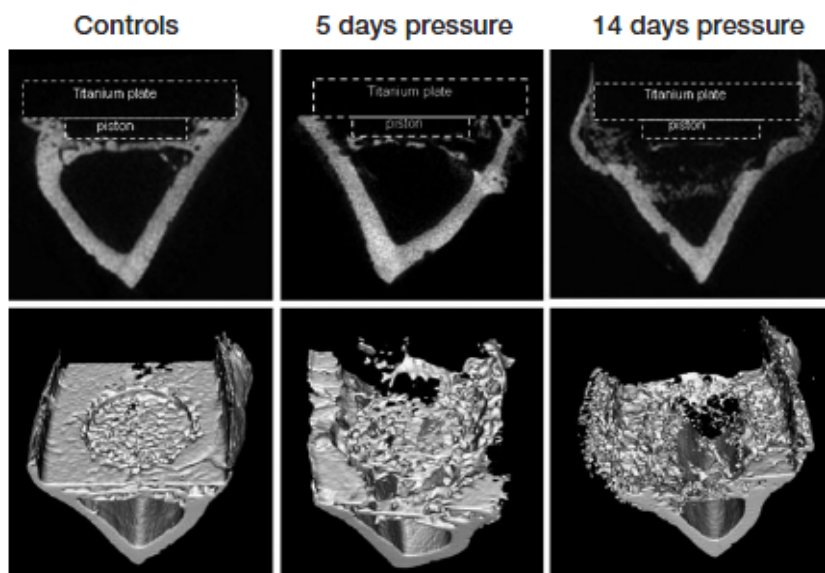 Controls
5 days pressure
14 days pressure
Titanium plate
piston
Titanium plate
piston
Titanium plate
piston